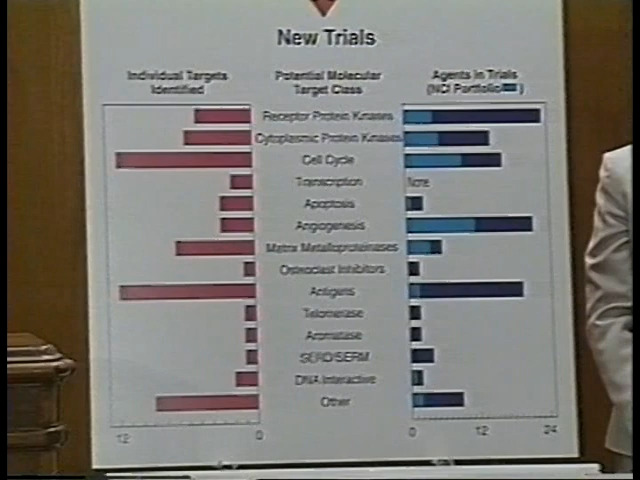 New Trials
Individual Targets
Identified
Potential Molecular
Target Class
Agents in Trials
(NCI Portfolio )
Receptor Protein Kinases
Cytoplasmic Protein Kinases
Cell Cycle
Transcription
None
Apoptosis
Angiogenesis
Matrix Metalloproteinases
Osteoclast Inhibitors
Antigens
Telomerase
Aromatase
SERD/SERM
DNA Interactive
Other
12
0
0
12
24